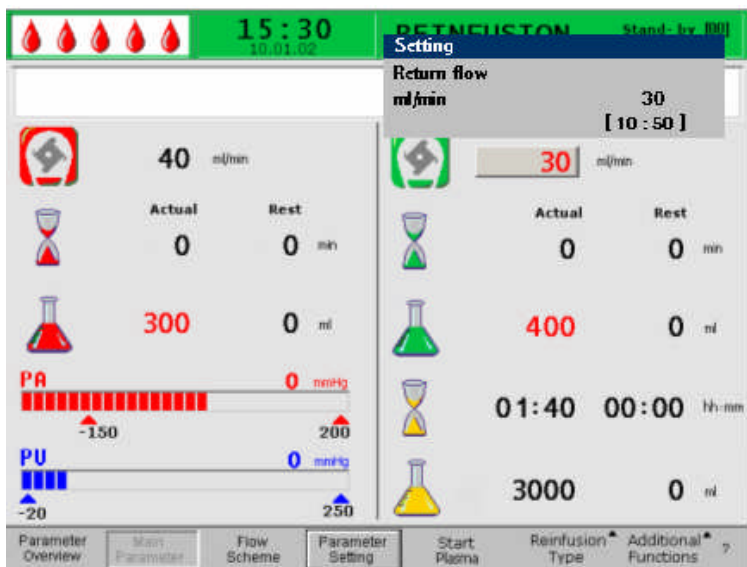 15:30
10.01.02
REINFUSION Stand-by [00]
Setting
Return flow
ml/min 30
[10 : 50]
40 ml/min
30 ml/min
Actual Rest
0 0 min
Actual Rest
0 0 min
300 0 ml
400 0 ml
PA 0 mmHg
-150 200
01:40 00:00 hh-mm
PU 0 mmHg
-20 250
3000 0 ml
Parameter Overview
Main Parameter
Flow Scheme
Parameter Setting
Start Plasma
Reinfusion Type
Additional Functions
?